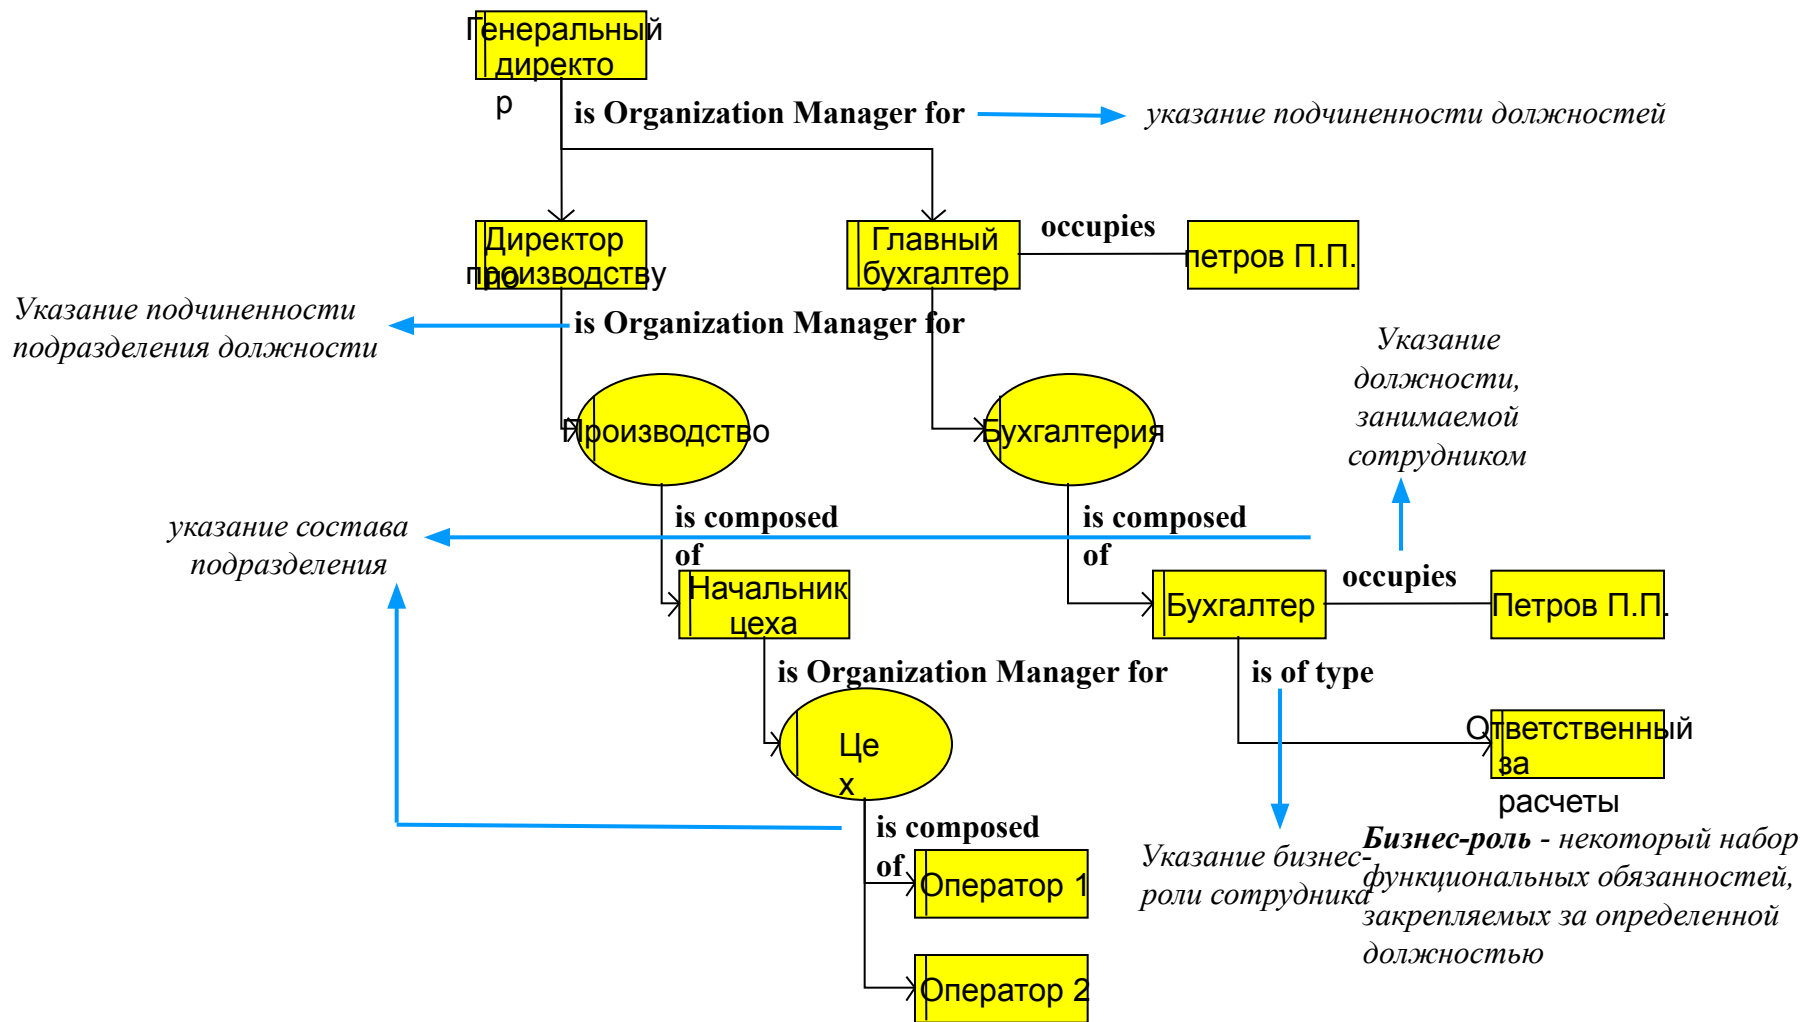 Генеральный
директо
р
is Organization Manager for
указание подчиненности должностей
Директор
по
производству
Главный
бухгалтер
occupies
петров П.П.
Указание подчиненности
подразделения должности
is Organization Manager for
Указание
должности,
занимаемой
сотрудником
Производство
Бухгалтерия
указание состава
подразделения
is composed
of
is composed
of
Начальник
цеха
Бухгалтер
occupies
Петров П.П.
is Organization Manager for
is of type
Це
х
Ответственный
за
расчеты
is composed
of
Указание бизнес-
роли сотрудника
Бизнес-роль - некоторый набор
функциональных обязанностей,
закрепляемых за определенной
должностью
Оператор 1
Оператор 2